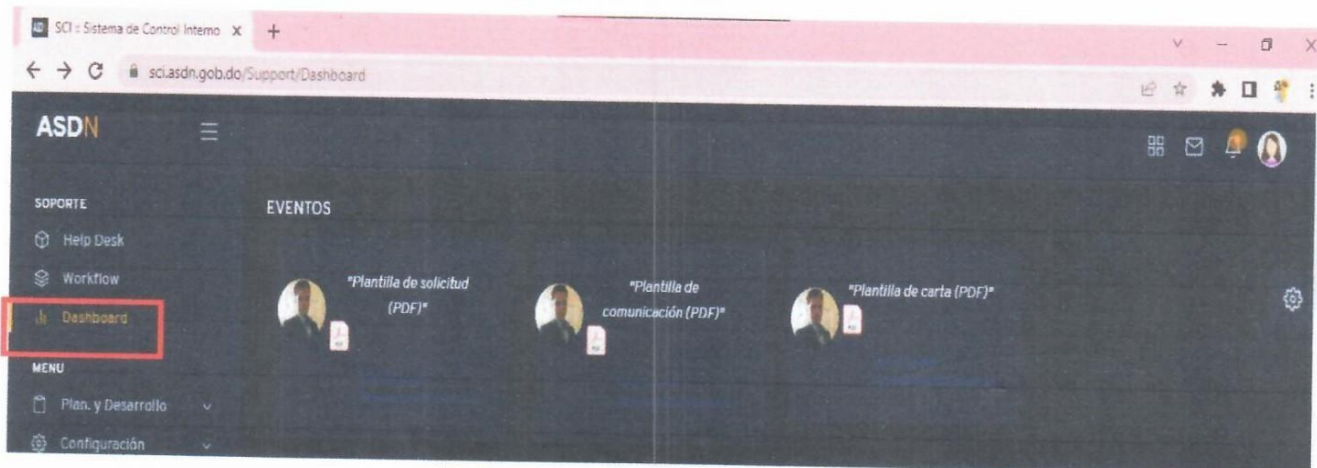 SCI :: Sistema de Control Interno
sci.asdn.gob.do/Support/Dashboard
ASDN
SOPORTE
EVENTOS
Help Desk
"Plantilla de solicitud
(PDF)"
"Plantilla de
comunicación (PDF)"
"Plantilla de carta (PDF)"
Workflow
Dashboard
MENU
Plan. y Desarrollo
Configuración